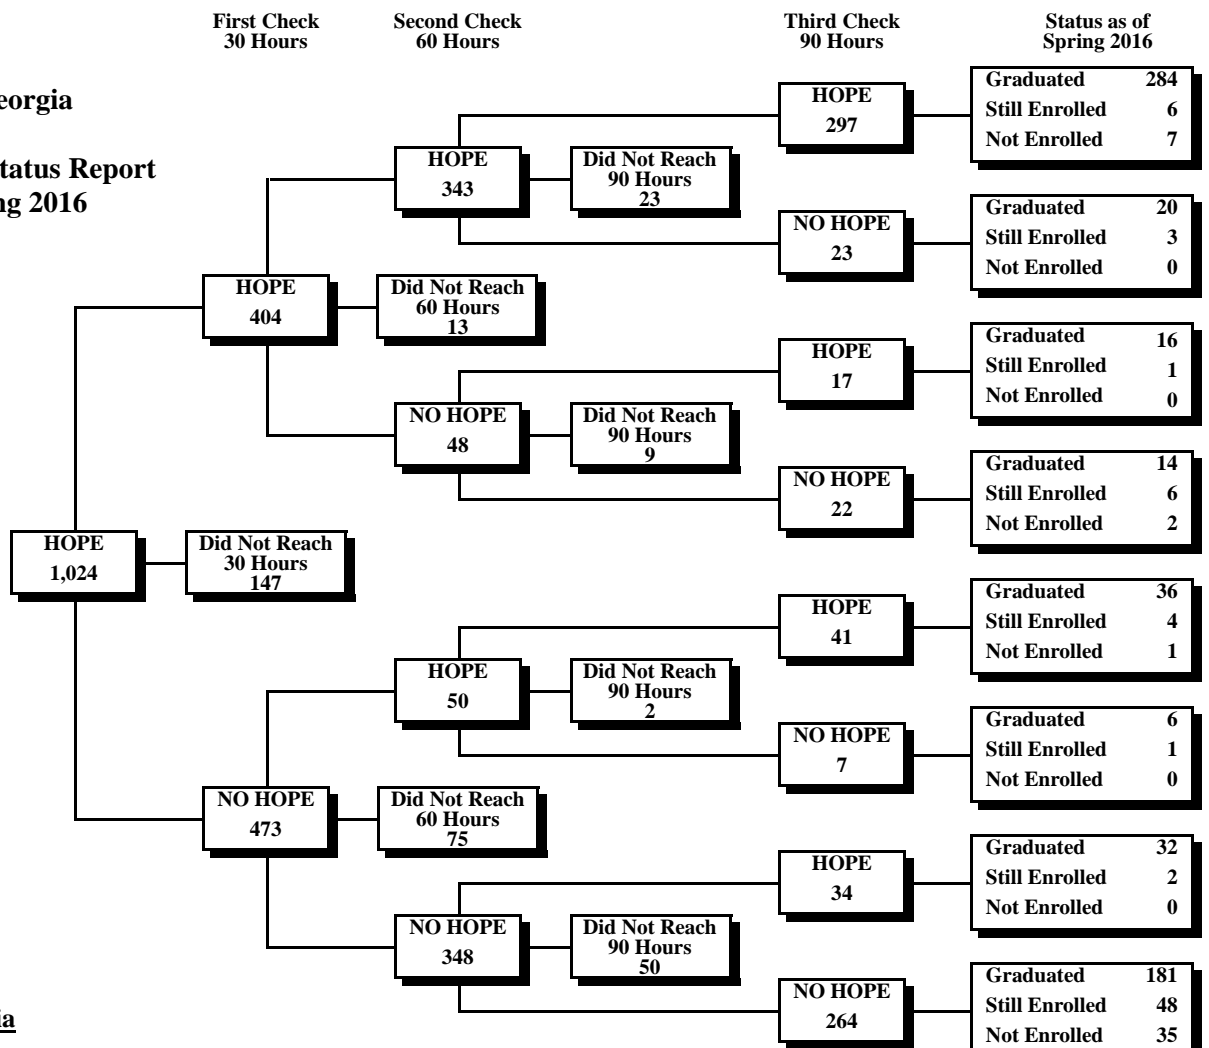 First Check
30 Hours
Second Check
60 Hours
Third Check
90 Hours
Status as of
Spring 2016
eorgia
tatus Report
ng 2016
HOPE
1,024
Did Not Reach
30 Hours
147
HOPE
404
Did Not Reach
60 Hours
13
NO HOPE
473
Did Not Reach
60 Hours
75
HOPE
343
Did Not Reach
90 Hours
23
NO HOPE
48
Did Not Reach
90 Hours
9
HOPE
50
Did Not Reach
90 Hours
2
NO HOPE
348
Did Not Reach
90 Hours
50
HOPE
297
Graduated 284
Still Enrolled 6
Not Enrolled 7
NO HOPE
23
Graduated 20
Still Enrolled 3
Not Enrolled 0
HOPE
17
Graduated 16
Still Enrolled 1
Not Enrolled 0
NO HOPE
22
Graduated 14
Still Enrolled 6
Not Enrolled 2
HOPE
41
Graduated 36
Still Enrolled 4
Not Enrolled 1
NO HOPE
7
Graduated 6
Still Enrolled 1
Not Enrolled 0
HOPE
34
Graduated 32
Still Enrolled 2
Not Enrolled 0
NO HOPE
264
Graduated 181
Still Enrolled 48
Not Enrolled 35
ia